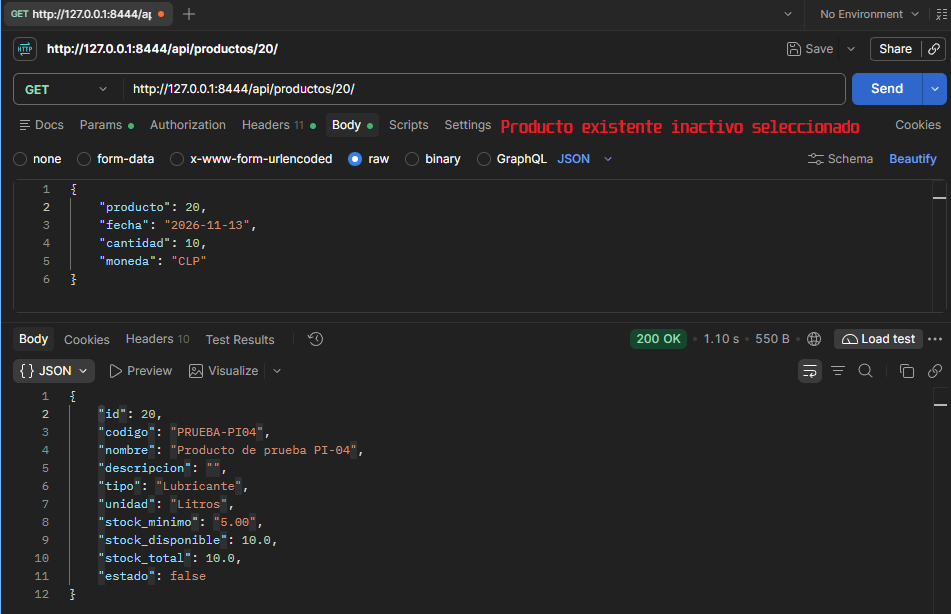 GET http://127.0.0.1:8444/ap
No Environment
HTTP http://127.0.0.1:8444/api/productos/20/
Save
Share
GET http://127.0.0.1:8444/api/productos/20/
Send
Docs Params Authorization Headers 11 Body Scripts Settings
Producto existente inactivo seleccionado
Cookies
none form-data x-www-form-urlencoded raw binary GraphQL JSON
Schema Beautify
1 {
2 "producto": 20,
3 "fecha": "2026-11-13",
4 "cantidad": 10,
5 "moneda": "CLP"
6 }
Body Cookies Headers 10 Test Results
200 OK • 1.10 s • 550 B
Load test
{} JSON Preview Visualize
1 {
2 "id": 20,
3 "codigo": "PRUEBA-PI04",
4 "nombre": "Producto de prueba PI-04",
5 "descripcion": "",
6 "tipo": "Lubricante",
7 "unidad": "Litros",
8 "stock_minimo": "5.00",
9 "stock_disponible": 10.0,
10 "stock_total": 10.0,
11 "estado": false
12 }